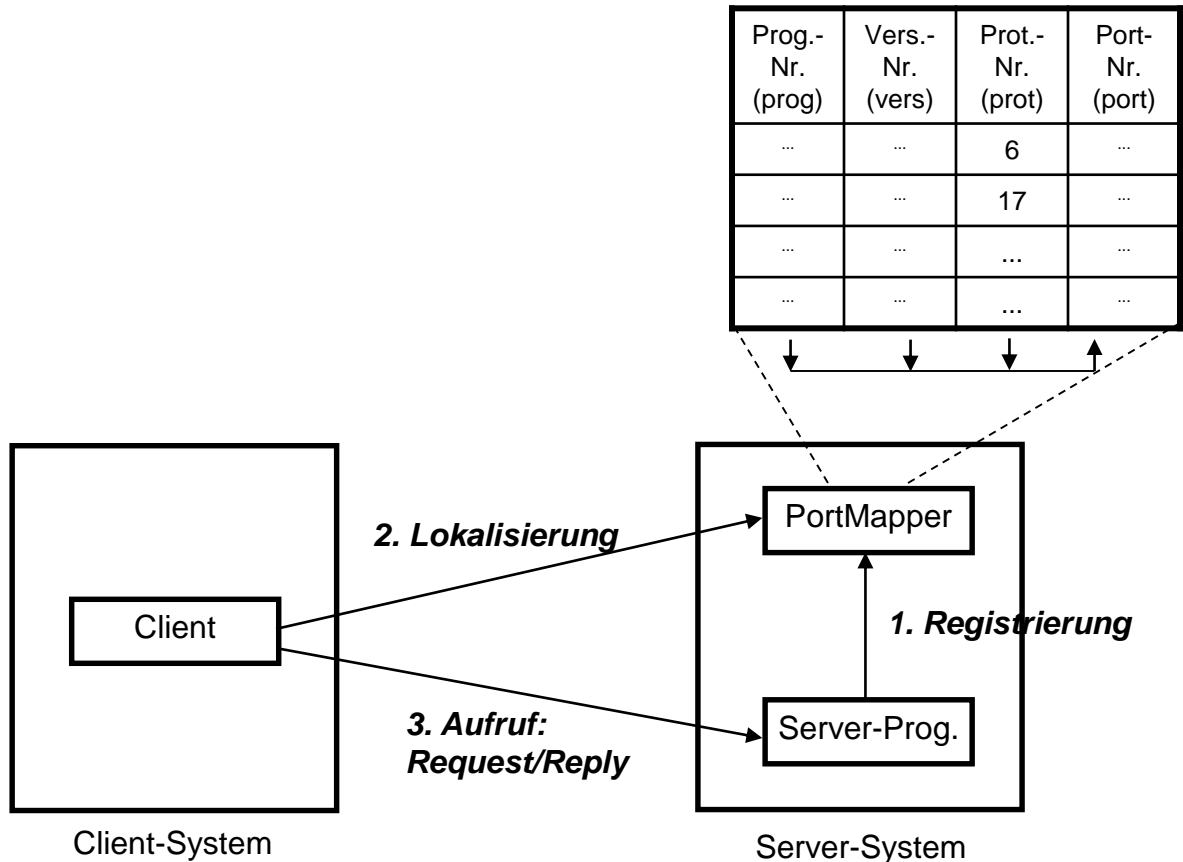 Prog.- Vers.- Prot.- Port-
Nr. Nr. Nr. Nr.
(prog) (vers) (prot) (port)
... ... 6 ...
... ... 17 ...
... ... ... ...
... ... ... ...
PortMapper
2. Lokalisierung
Client
1. Registrierung
3. Aufruf:
Request/Reply
Server-Prog.
Client-System
Server-System